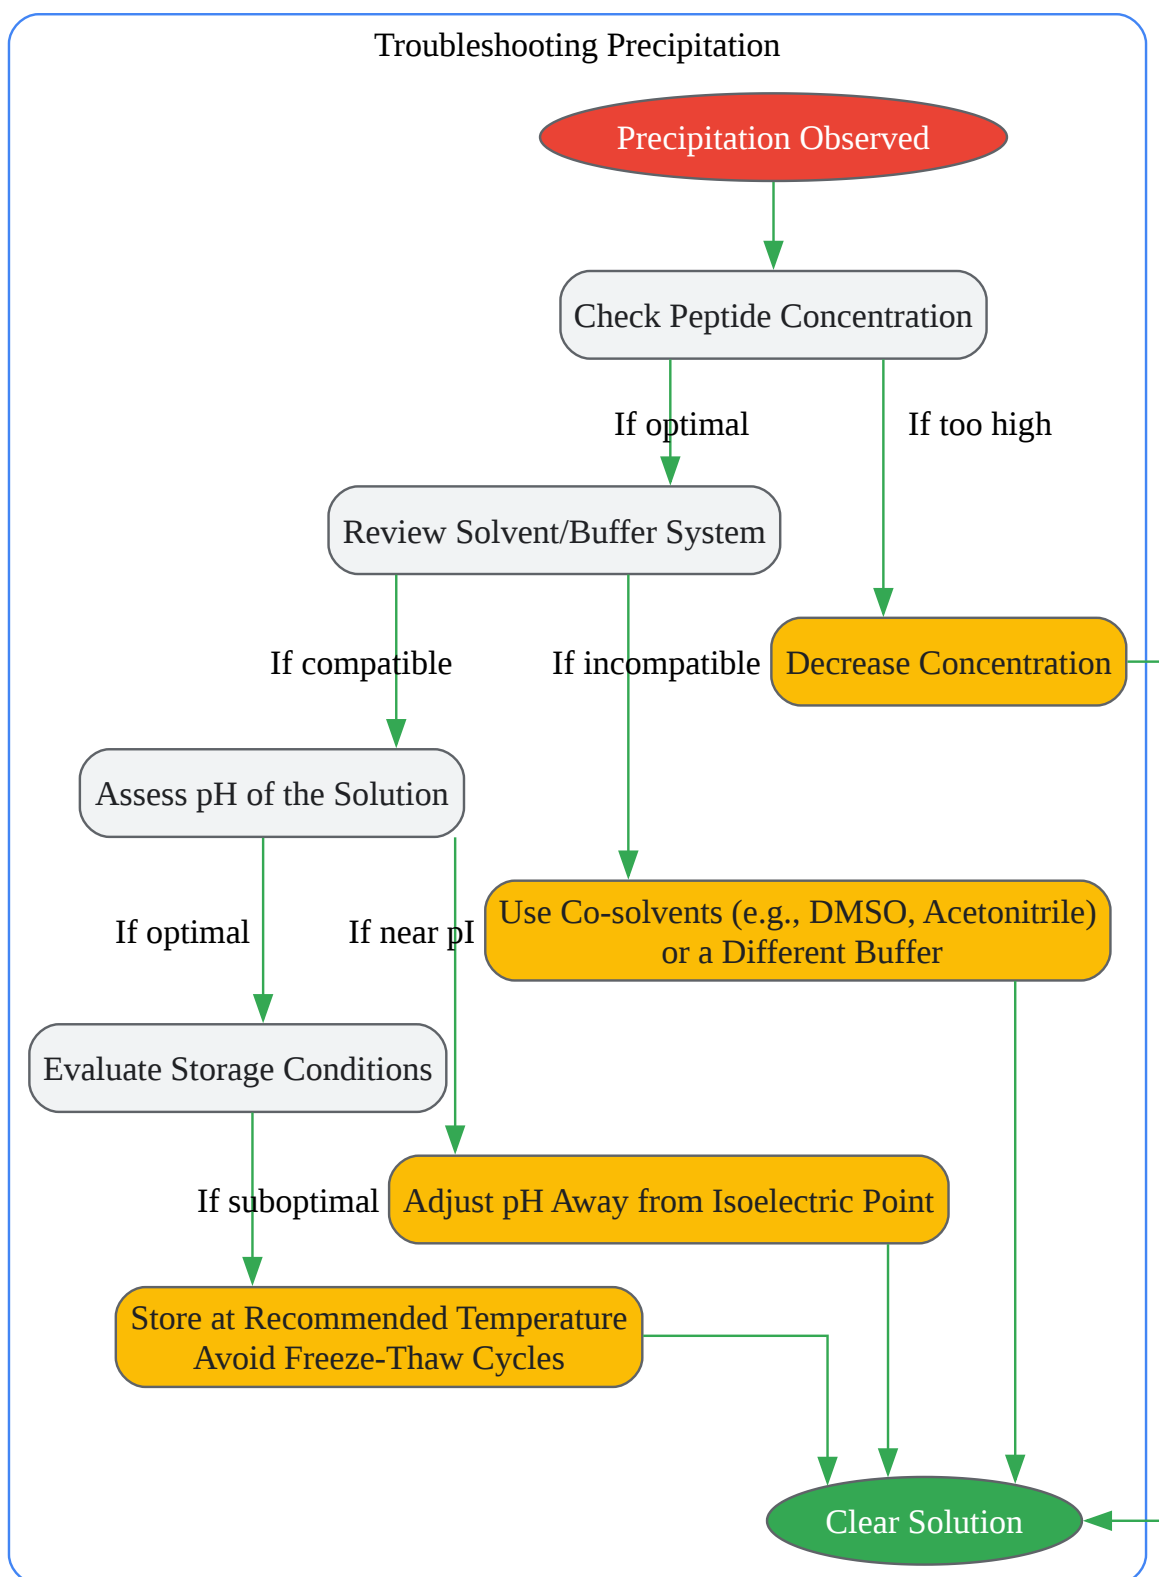 Troubleshooting Precipitation
Precipitation Observed
Check Peptide Concentration
If optimal
If too high
Review Solvent/Buffer System
If compatible
If incompatible
Decrease Concentration
Assess pH of the Solution
Use Co-solvents (e.g., DMSO, Acetonitrile)
or a Different Buffer
If optimal
If near pI
Evaluate Storage Conditions
If suboptimal
Adjust pH Away from Isoelectric Point
Store at Recommended Temperature
Avoid Freeze-Thaw Cycles
Clear Solution